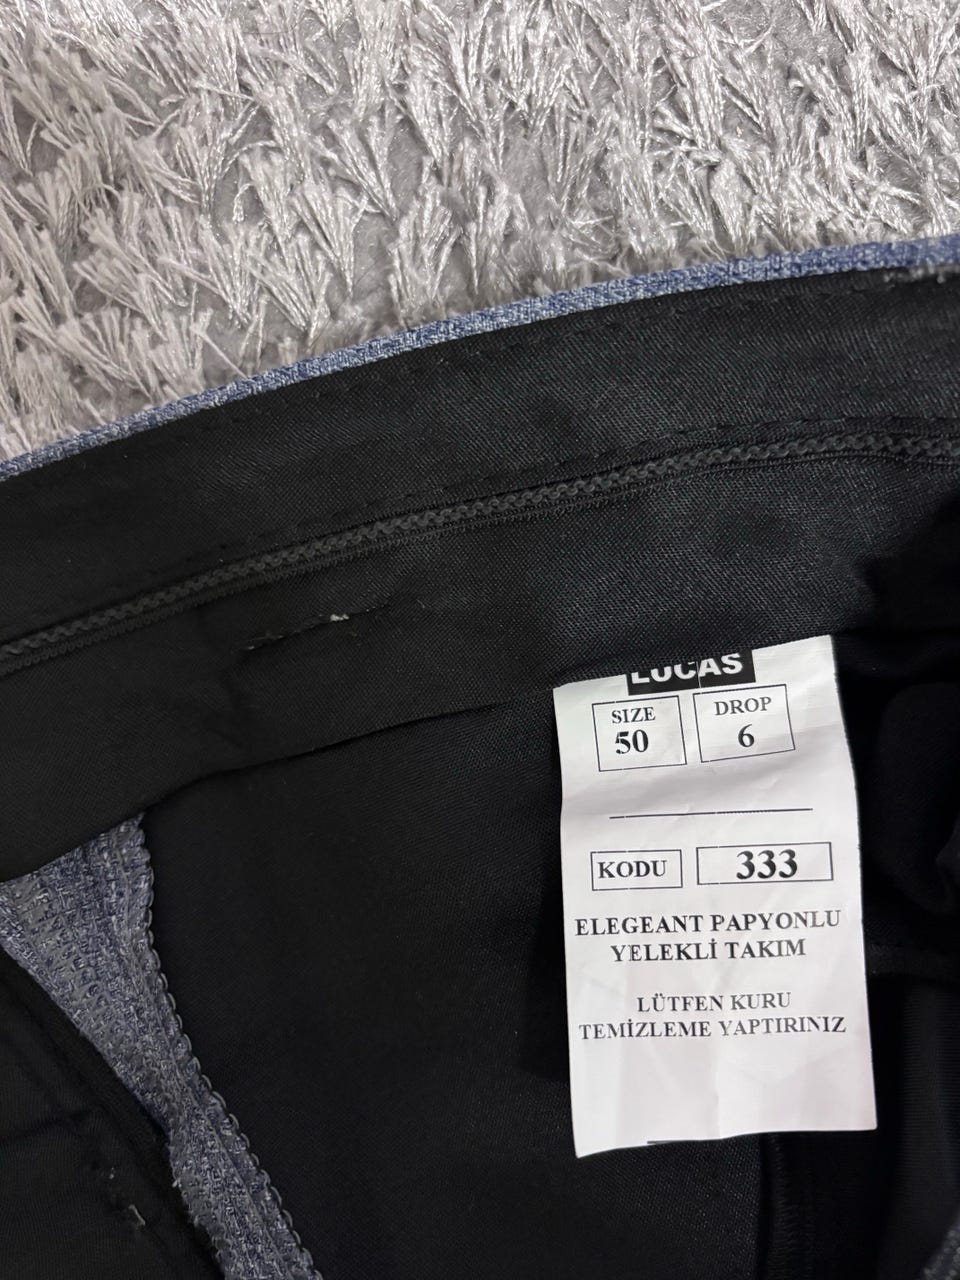 LUCAS
SIZE DROP
50 6
KODU 333
ELEGEANT PAPYONLU
YELEKLİ TAKIM
LÜTFEN KURU
TEMİZLEME YAPTIRINIZ